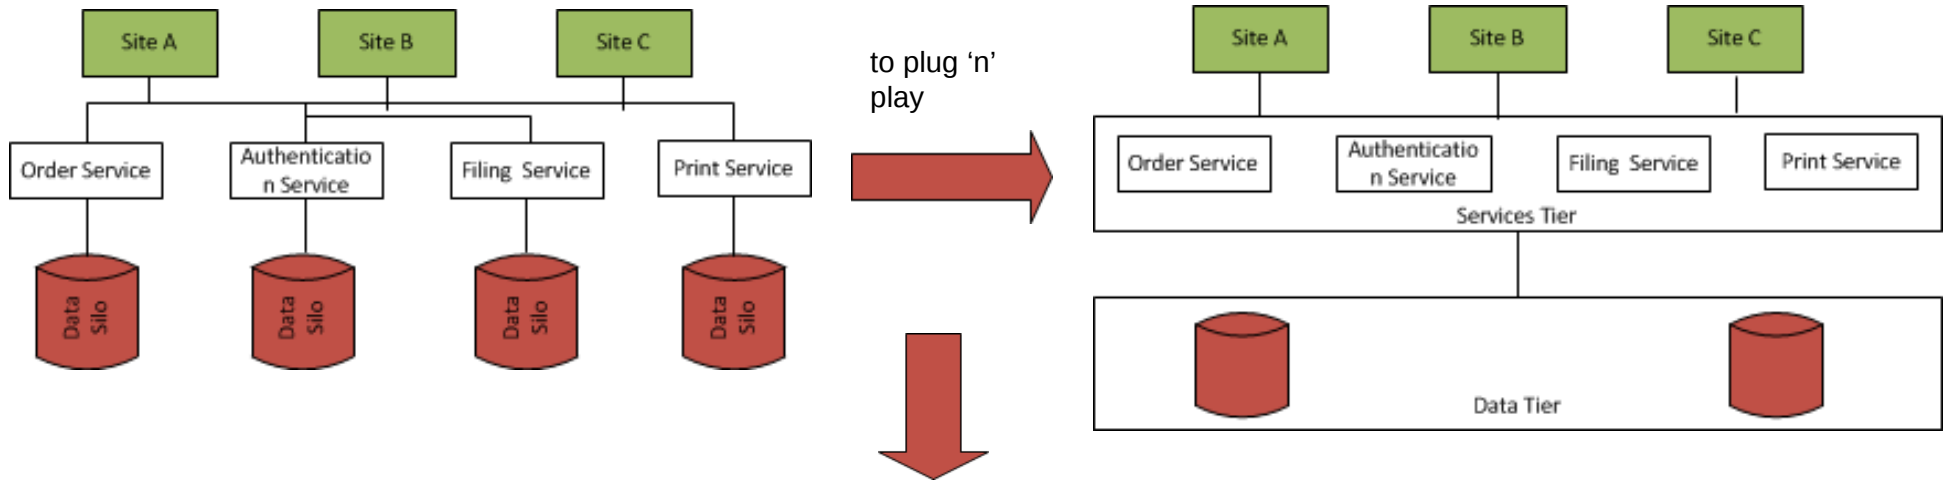 Site A
Site B
Site C
Order Service
Authenticatio
n Service
Filing  Service
Print Service
Data
Silo
Data
Silo
Data
Silo
Data
Silo
to plug ‘n’
play
Site A
Site B
Site C
Order Service
Authenticatio
n Service
Filing  Service
Print Service
Services Tier
Data Tier